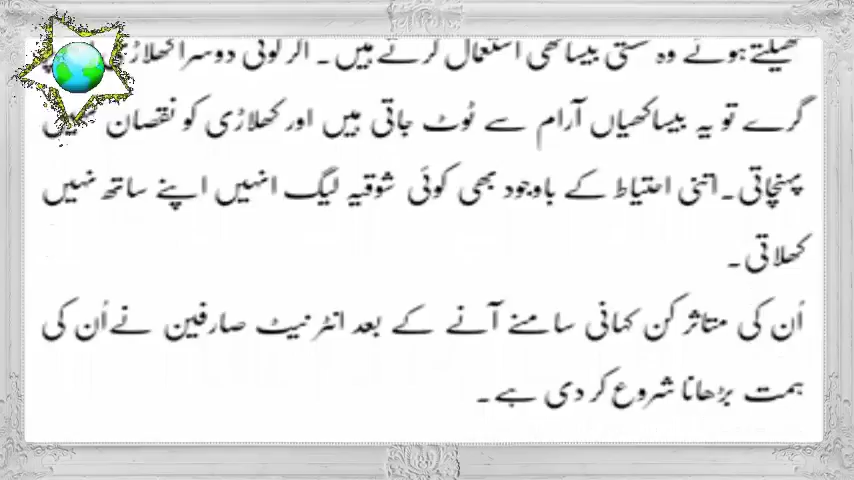 کھیلتے ہوئے وہ سستی بیساکھی استعمال کرتے ہیں۔ اگر کوئی دوسرا کھلاڑی
گرے تو یہ بیساکھیاں آرام سے ٹوٹ جاتی ہیں اور کھلاڑی کو نقصان نہیں
پہنچاتی۔ اتنی احتیاط کے باوجود بھی کوئی شوقیہ لیگ انہیں اپنے ساتھ نہیں
کھلاتی۔
اُن کی متاثر کن کہانی سامنے آنے کے بعد انٹرنیٹ صارفین نے اُن کی
ہمت بڑھانا شروع کر دی ہے۔